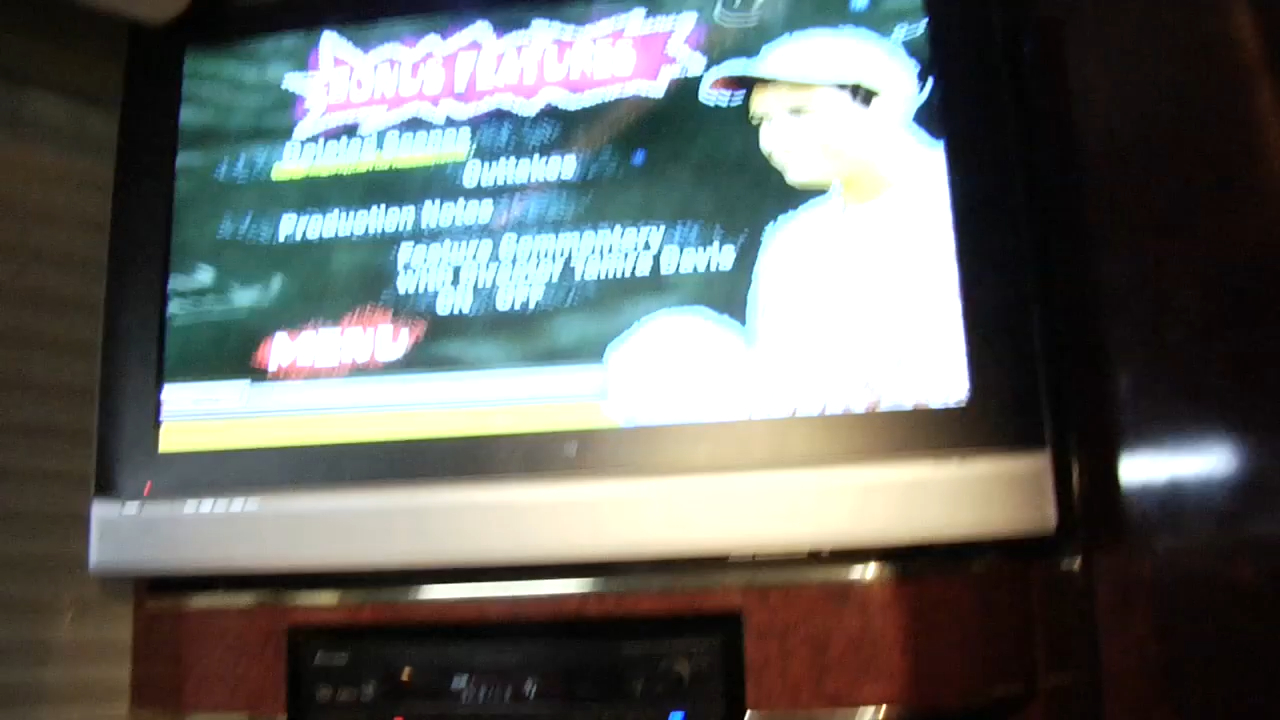 BONUS FEATURES
Deleted Scenes
Outtakes
Production Notes
Feature Commentary
with Director Tamra Davis
ON OFF
MENU